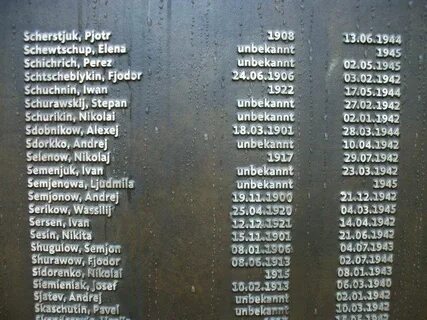 Scherstjuk, Pjotr 1908 13.06.1944
Schewtschup, Elena unbekannt 1945
Schichrich, Perez unbekannt 02.05.1945
Schtscheblykin, Fjodor 24.06.1906 03.02.1942
Schuchnin, Iwan 1922 17.05.1944
Schurawskij, Stepan unbekannt 27.02.1942
Schurikin, Nikolai unbekannt 02.01.1942
Sdobnikow, Alexej 18.03.1901 28.03.1944
Sdorkko, Andrej unbekannt 10.04.1942
Selenow, Nikolaj 1917 29.07.1942
Semenjuk, Ivan unbekannt 23.03.1942
Semjenowa, Ljudmila unbekannt 1945
Semjonow, Andrej 19.11.1900 21.12.1942
Serikow, Wassilij 25.04.1920 04.03.1945
Sersen, Ivan 12.12.1921 14.04.1942
Sesin, Nikita 15.11.1901 21.06.1942
Shugulow, Semjon 08.01.1906 04.07.1943
Shurawow, Fjodor 08.06.1913 02.07.1944
Sidorenko, Nikolai 1915 08.01.1943
Siemieniak, Josef 10.02.1913 06.03.1940
Sjatev, Andrej unbekannt 02.01.1942
Skaschutin, Pavel unbekannt 10.01.1942